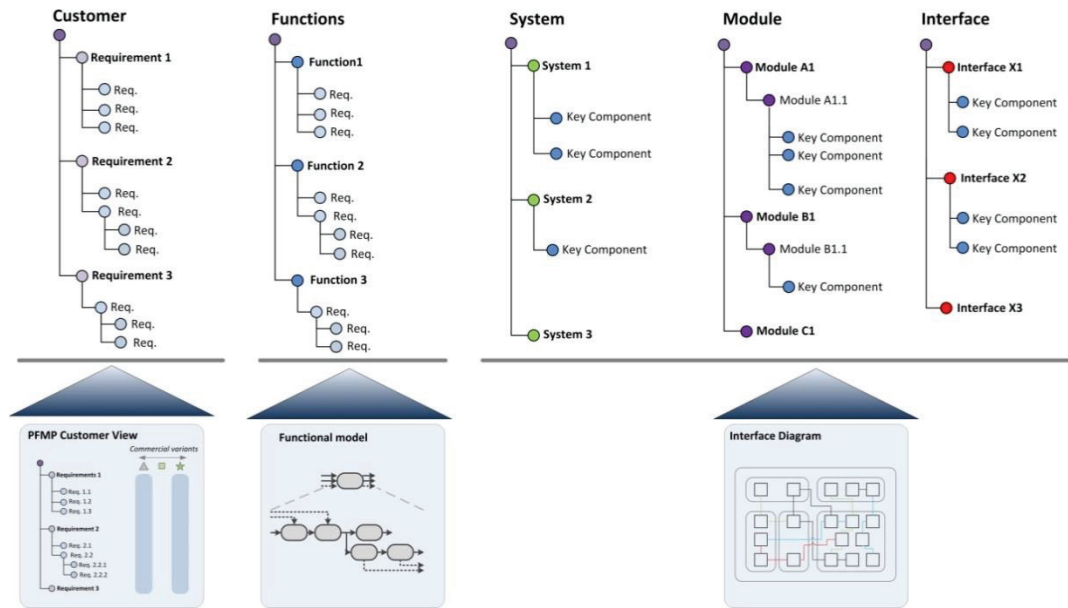 Customer
Requirement 1
Req.
Req.
Req.
Requirement 2
Req.
Req.
Req.
Req.
Requirement 3
Req.
Req.
Req.
Functions
Function1
Req.
Req.
Req.
Function 2
Req.
Req.
Req.
Req.
Function 3
Req.
Req.
Req.
System
System 1
Key Component
Key Component
System 2
Key Component
System 3
Module
Module A1
Module A1.1
Key Component
Key Component
Key Component
Module B1
Module B1.1
Key Component
Module C1
Interface
Interface X1
Key Component
Key Component
Interface X2
Key Component
Key Component
Interface X3
PFMP Customer View
Commercial variants
Requirements 1
Req. 1.1
Req. 1.2
Req. 1.3
Requirement 2
Req. 2.1
Req. 2.2
Req. 2.2.1
Req. 2.2.2
Requirement 3
Functional model
Interface Diagram